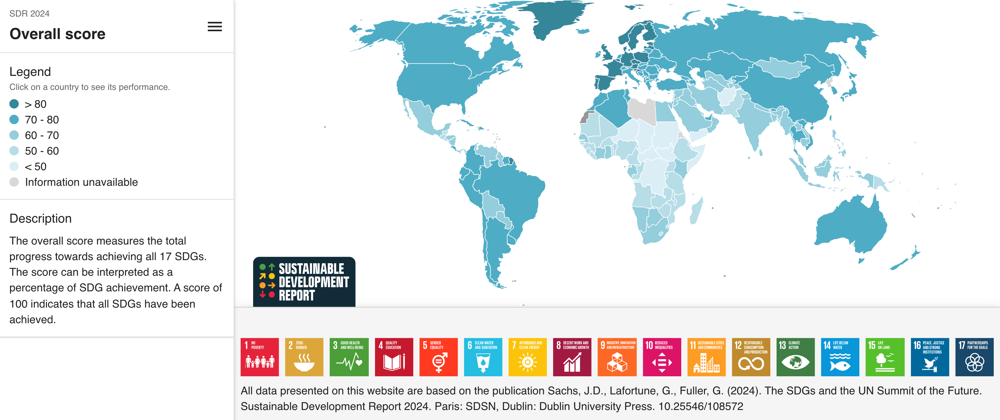 SDR 2024
Overall score
Legend
Click on a country to see its performance.
> 80
70 - 80
60 - 70
50 - 60
< 50
Information unavailable
Description
The overall score measures the total
progress towards achieving all 17 SDGs.
The score can be interpreted as a
percentage of SDG achievement. A score of
100 indicates that all SDGs have been
achieved.
SUSTAINABLE
DEVELOPMENT
REPORT
1 NO
POVERTY
2 ZERO
HUNGER
3 GOOD HEALTH
AND WELL-BEING
4 QUALITY
EDUCATION
5 GENDER
EQUALITY
6 CLEAN WATER
AND SANITATION
7 AFFORDABLE AND
CLEAN ENERGY
8 DECENT WORK AND
ECONOMIC GROWTH
9 INDUSTRY, INNOVATION
AND INFRASTRUCTURE
10 REDUCED
INEQUALITIES
11 SUSTAINABLE CITIES
AND COMMUNITIES
12 RESPONSIBLE
CONSUMPTION
AND PRODUCTION
13 CLIMATE
ACTION
14 LIFE BELOW
WATER
15 LIFE
ON LAND
16 PEACE, JUSTICE
AND STRONG
INSTITUTIONS
17 PARTNERSHIPS
FOR THE GOALS
All data presented on this website are based on the publication Sachs, J.D., Lafortune, G., Fuller, G. (2024). The SDGs and the UN Summit of the Future.
Sustainable Development Report 2024. Paris: SDSN, Dublin: Dublin University Press. 10.25546/108572